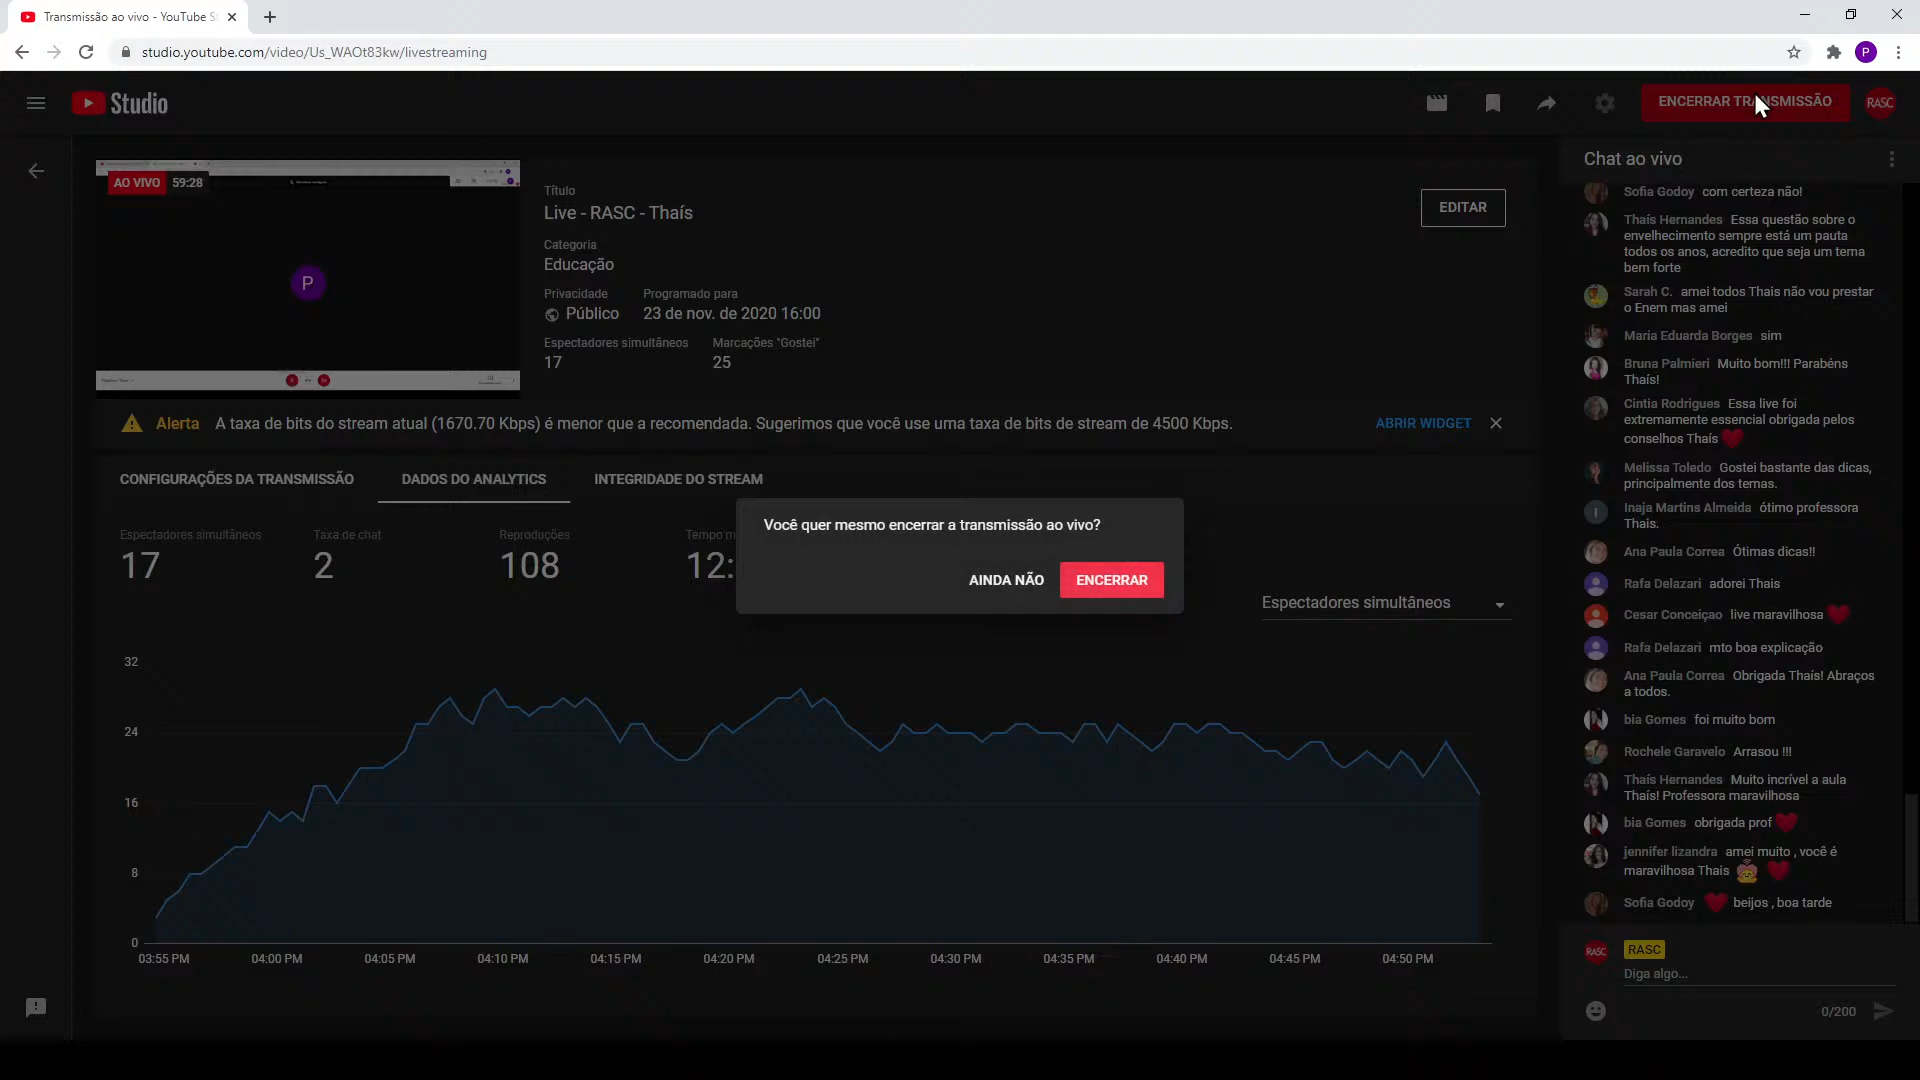 Transmissão ao vivo - YouTube S
studio.youtube.com/video/Us_WAOt83kw/livestreaming
P
Studio
ENCERRAR TRANSMISSÃO
RASC
AO VIVO 59:28
P
Título
Live - RASC - Thaís
EDITAR
Categoria
Educação
Privacidade Programado para
Público 23 de nov. de 2020 16:00
Espectadores simultâneos Marcações "Gostei"
17 25
Alerta A taxa de bits do stream atual (1670.70 Kbps) é menor que a recomendada. Sugerimos que você use uma taxa de bits de stream de 4500 Kbps.
ABRIR WIDGET
CONFIGURAÇÕES DA TRANSMISSÃO DADOS DO ANALYTICS INTEGRIDADE DO STREAM
Espectadores simultâneos Taxa de chat Reproduções Tempo m
17 2 108 12:
Você quer mesmo encerrar a transmissão ao vivo?
AINDA NÃO ENCERRAR
Espectadores simultâneos
32
24
16
8
0
03:55 PM 04:00 PM 04:05 PM 04:10 PM 04:15 PM 04:20 PM 04:25 PM 04:30 PM 04:35 PM 04:40 PM 04:45 PM 04:50 PM
Chat ao vivo
Sofia Godoy com certeza não!
Thaís Hernandes Essa questão sobre o
envelhecimento sempre está um pauta
todos os anos, acredito que seja um tema
bem forte
Sarah C. amei todos Thais não vou prestar
o Enem mas amei
Maria Eduarda Borges sim
Bruna Palmieri Muito bom!!! Parabéns
Thaís!
Cintia Rodrigues Essa live foi
extremamente essencial obrigada pelos
conselhos Thaís
Melissa Toledo Gostei bastante das dicas,
principalmente dos temas.
I
Inaja Martins Almeida ótimo professora
Thais.
Ana Paula Correa Ótimas dicas!!
Rafa Delazari adorei Thais
Cesar Conceiçao live maravilhosa
Rafa Delazari mto boa explicação
Ana Paula Correa Obrigada Thaís! Abraços
a todos.
bia Gomes foi muito bom
Rochele Garavelo Arrasou !!!
Thaís Hernandes Muito incrível a aula
Thaís! Professora maravilhosa
bia Gomes obrigada prof
jennifer lizandra amei muito , você é
maravilhosa Thais
Sofia Godoy beijos , boa tarde
RASC
RASC
Diga algo...
0/200